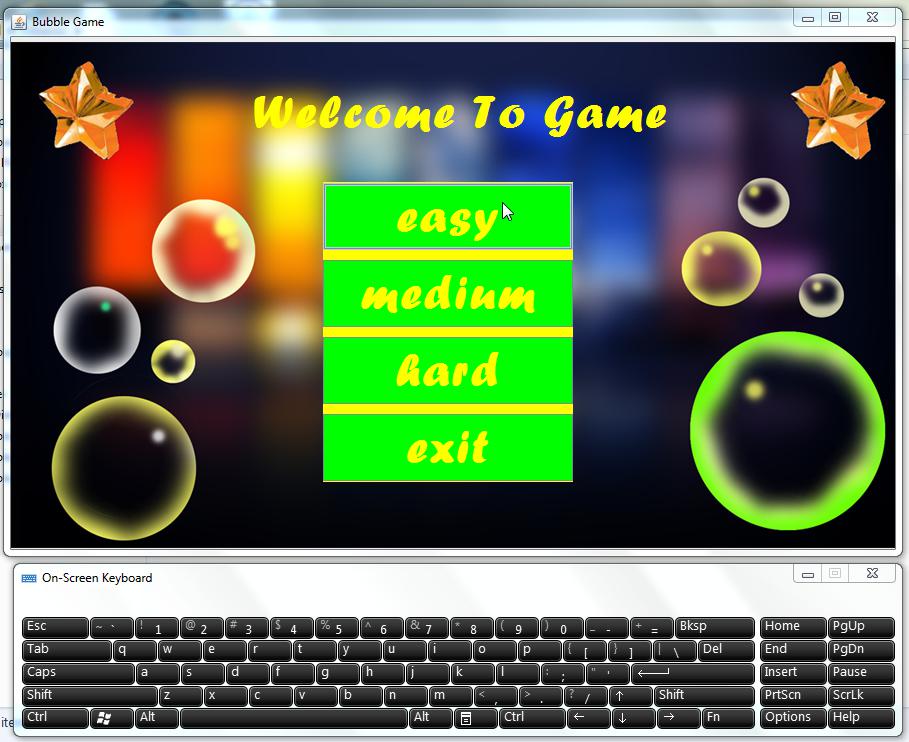 Bubble Game
Welcome To Game
easy
medium
hard
exit
On-Screen Keyboard
Esc ~ ` ! 1 @ 2 # 3 $ 4 % 5 ^ 6 & 7 * 8 ( 9 ) 0 _ - + = Bksp Home PgUp
Tab q w e r t y u i o p { [ } ] | \ Del End PgDn
Caps a s d f g h j k l : ; " ' Insert Pause
Shift z x c v b n m < , > . ? / ↑ Shift PrtScn ScrLk
Ctrl Alt Alt Ctrl ← ↓ → Fn Options Help